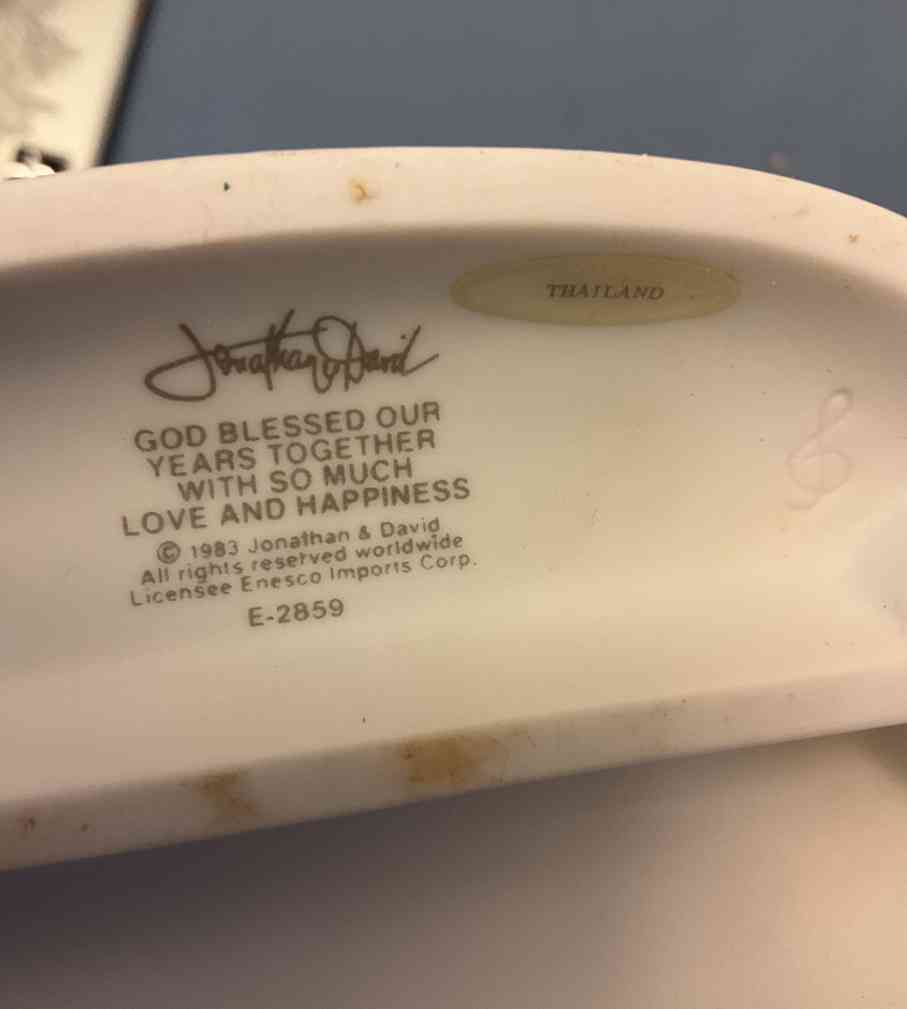 THAILAND
Jonathan & David
GOD BLESSED OUR
YEARS TOGETHER
WITH SO MUCH
LOVE AND HAPPINESS
© 1983 Jonathan & David
All rights reserved worldwide
Licensee Enesco Imports Corp.
E-2859